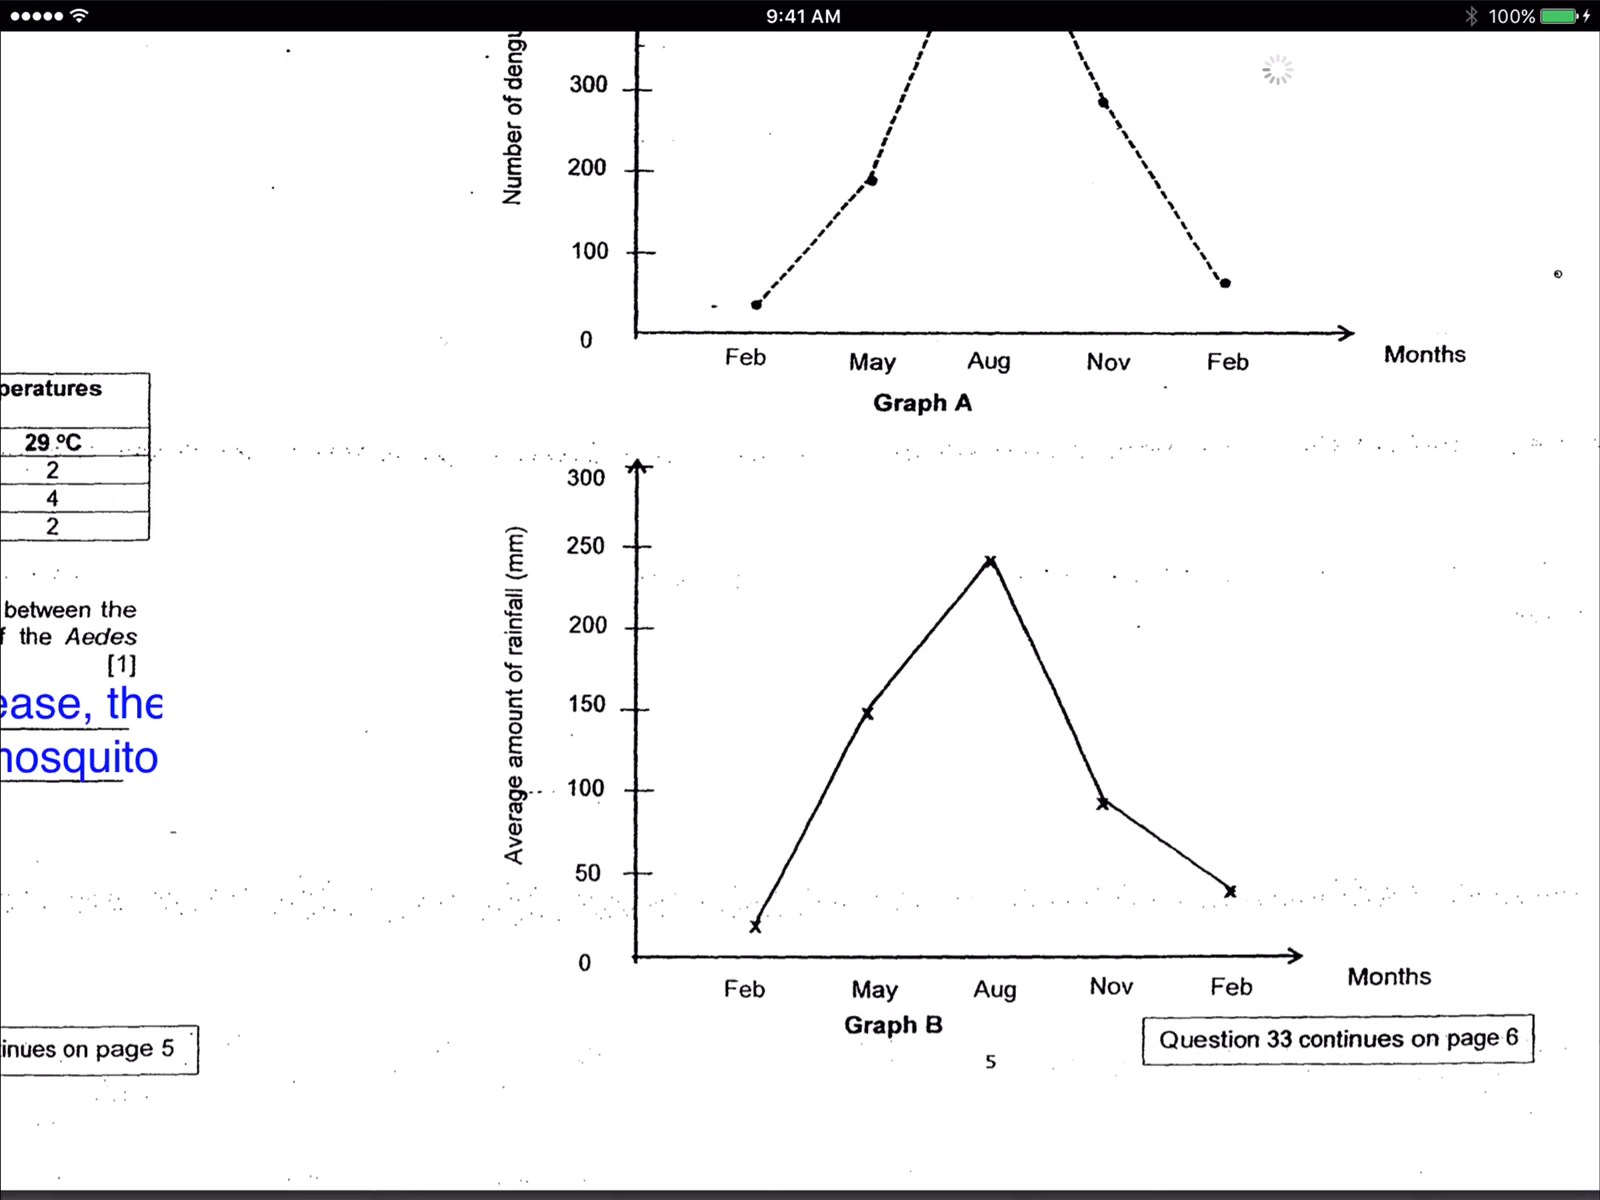 9:41 AM
100%
Number of dengu
300
200
100
0
Feb May Aug Nov Feb
Months
Graph A
peratures
29 ºC
2
4
2
between the
f the Aedes
[1]
ease, the
nosquito
inues on page 5
Average amount of rainfall (mm)
300
250
200
150
100
50
0
Feb May Aug Nov Feb
Months
Graph B
5
Question 33 continues on page 6